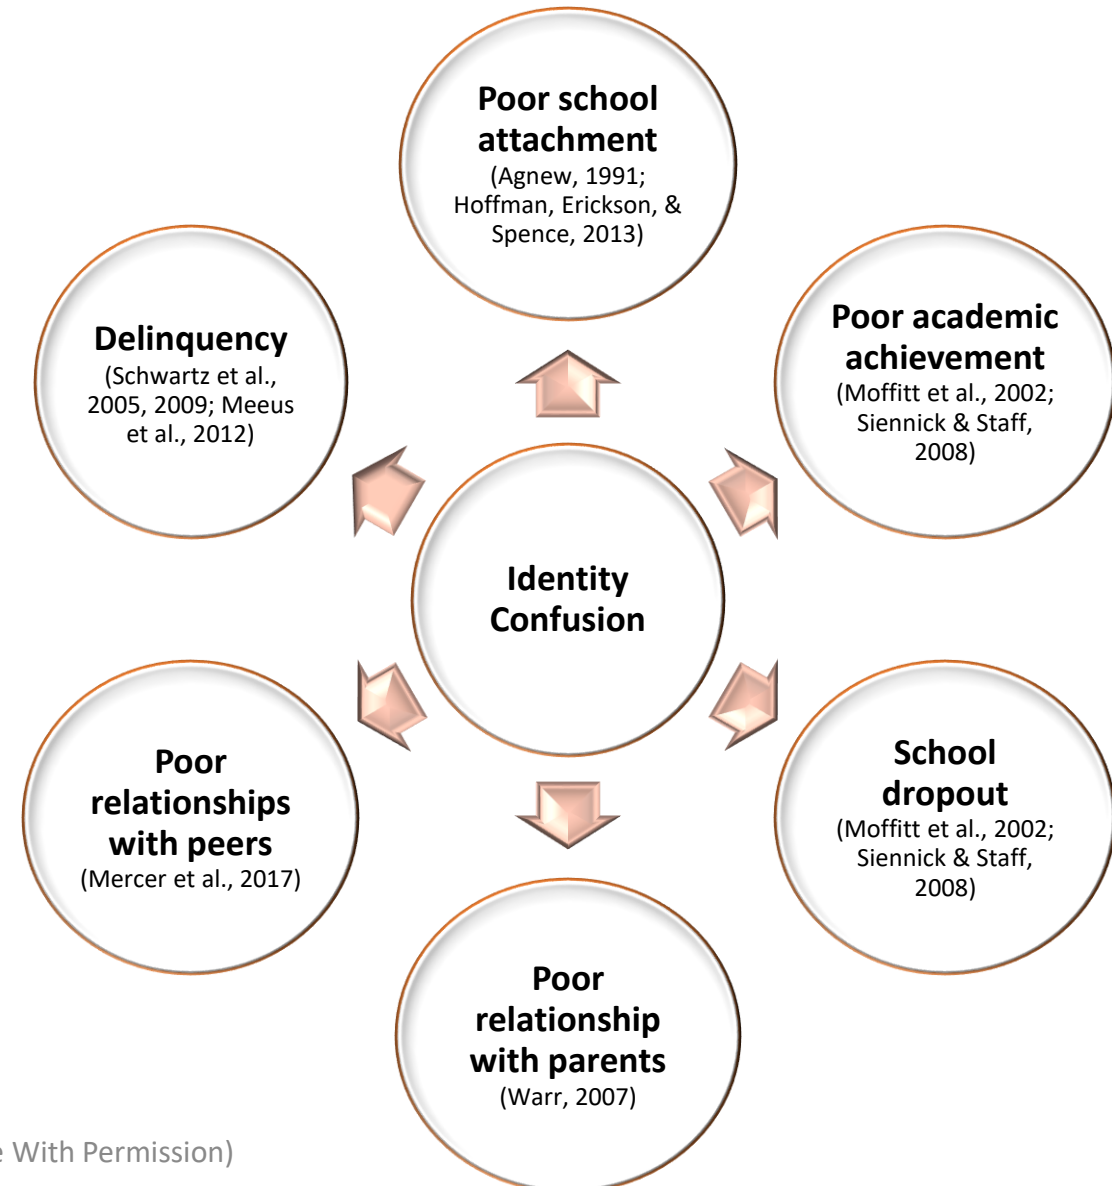 Poor school
attachment
(Agnew, 1991;
Hoffman, Erickson, &
Spence, 2013)
Delinquency
(Schwartz et al.,
2005, 2009; Meeus
et al., 2012)
Poor academic
achievement
(Moffitt et al., 2002;
Siennick & Staff,
2008)
Identity
Confusion
Poor
relationships
with peers
(Mercer et al., 2017)
School
dropout
(Moffitt et al., 2002;
Siennick & Staff,
2008)
Poor
relationship
with parents
(Warr, 2007)
With Permission)